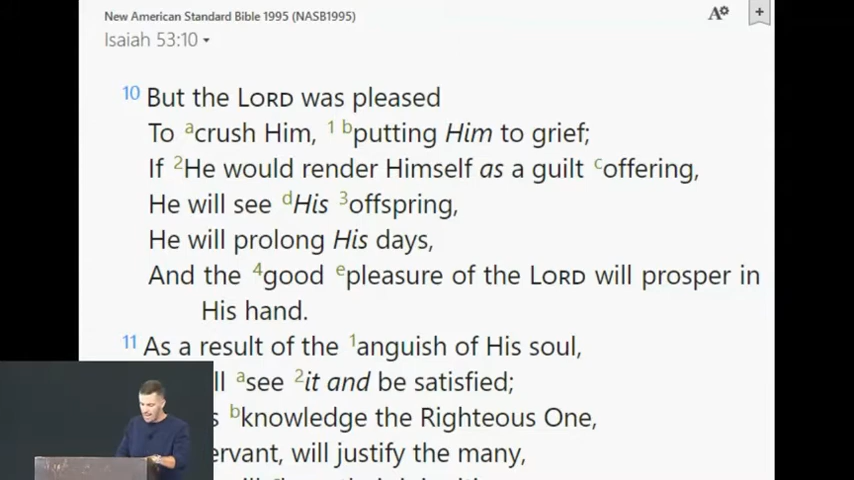 New American Standard Bible 1995 (NASB1995)
Isaiah 53:10
10 But the LORD was pleased
To a crush Him, 1 b putting Him to grief;
If 2 He would render Himself as a guilt c offering,
He will see d His 3 offspring,
He will prolong His days,
And the 4 good e pleasure of the LORD will prosper in
His hand.
11 As a result of the 1 anguish of His soul,
a see 2 it and be satisfied;
b knowledge the Righteous One,
will justify the many,